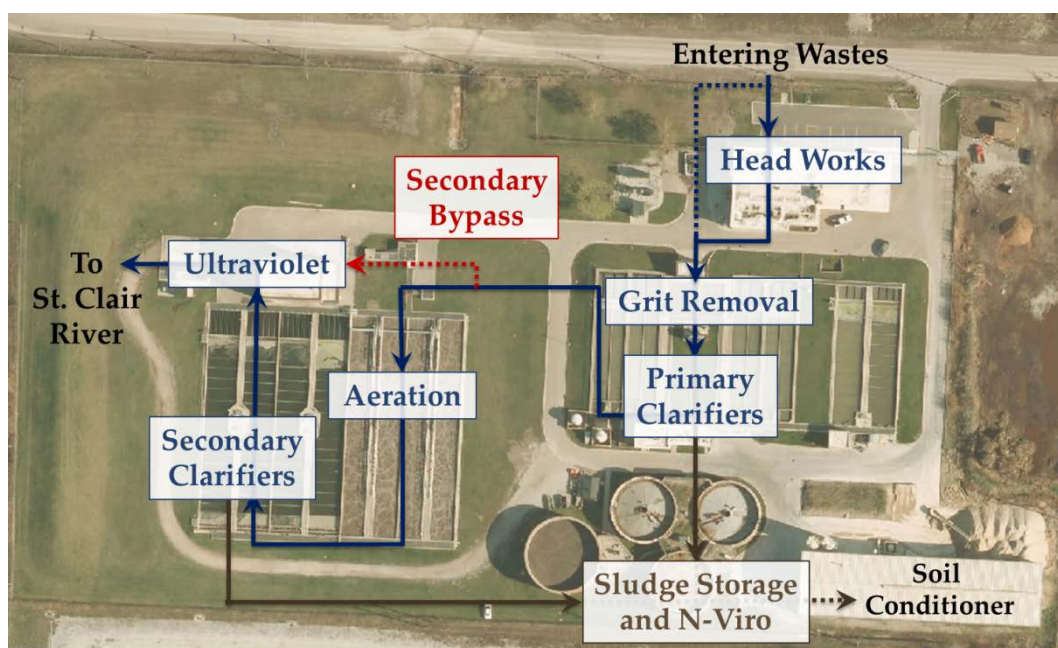 Entering Wastes
Head Works
Secondary
Bypass
To
St. Clair
River
Ultraviolet
Grit Removal
Aeration
Primary
Clarifiers
Secondary
Clarifiers
Sludge Storage
and N-Viro
Soil
Conditioner